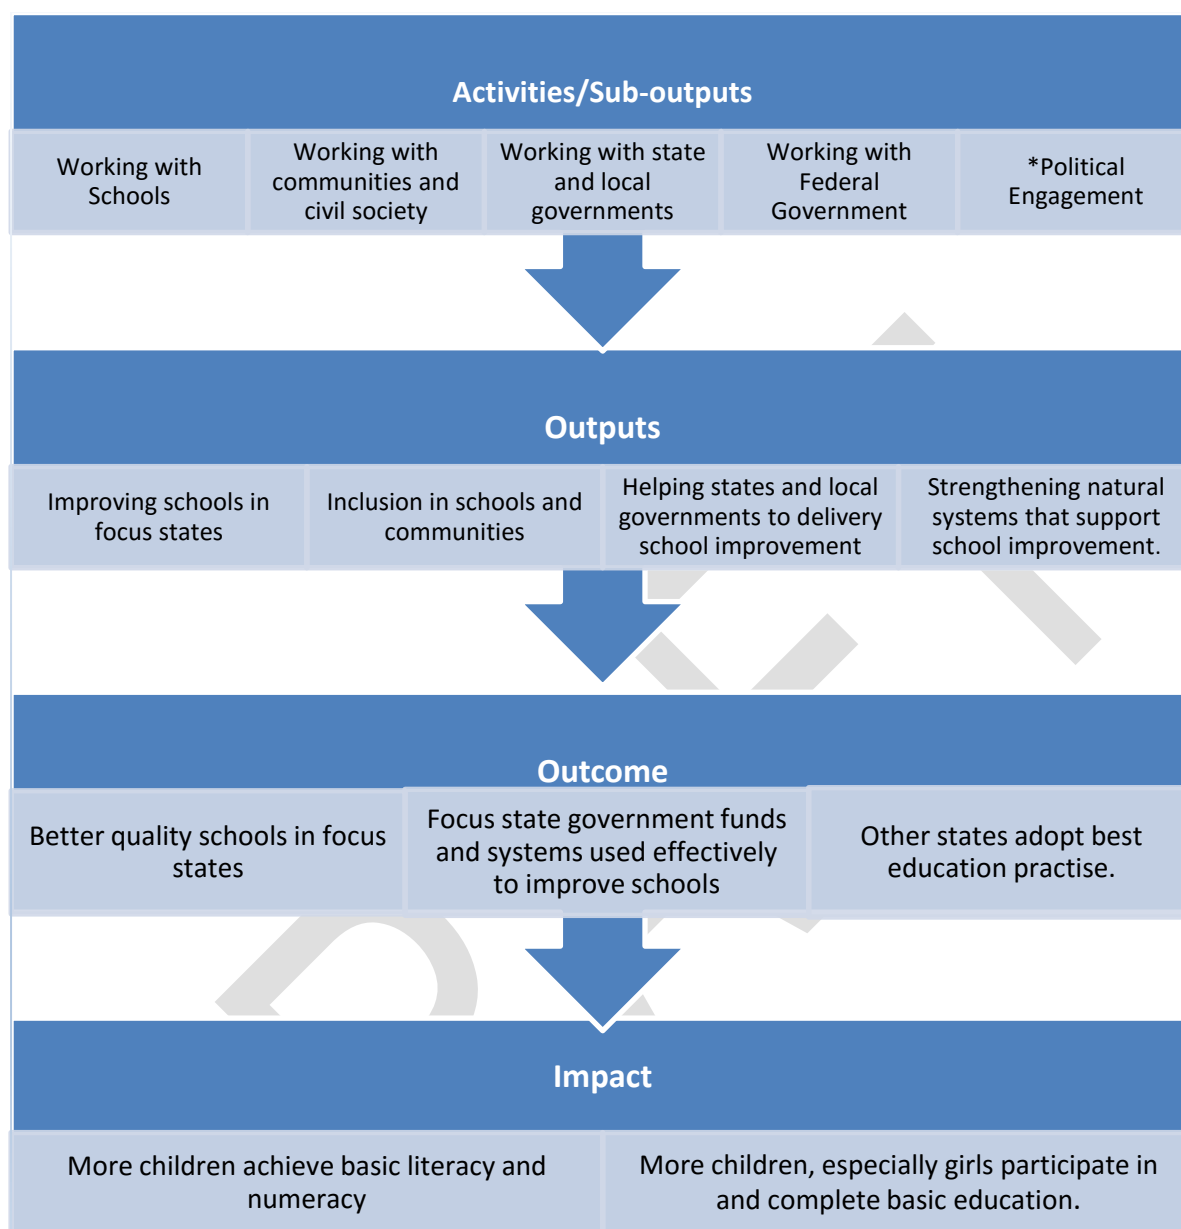 Activities/Sub-outputs
Working with
Schools
Working with
communities and
civil society
Working with state
and local
governments
Working with
Federal
Government
*Political
Engagement
Outputs
Improving schools in
focus states
Inclusion in schools and
communities
Helping states and local
governments to delivery
school improvement
Strengthening natural
systems that support
school improvement.
Outcome
Better quality schools in focus
states
Focus state government funds
and systems used effectively
to improve schools
Other states adopt best
education practise.
Impact
More children achieve basic literacy and
numeracy
More children, especially girls participate in
and complete basic education.